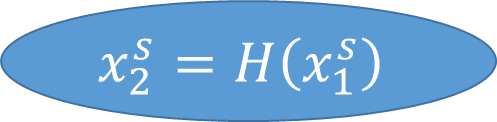 $x_2^s = H(x_1^s)$